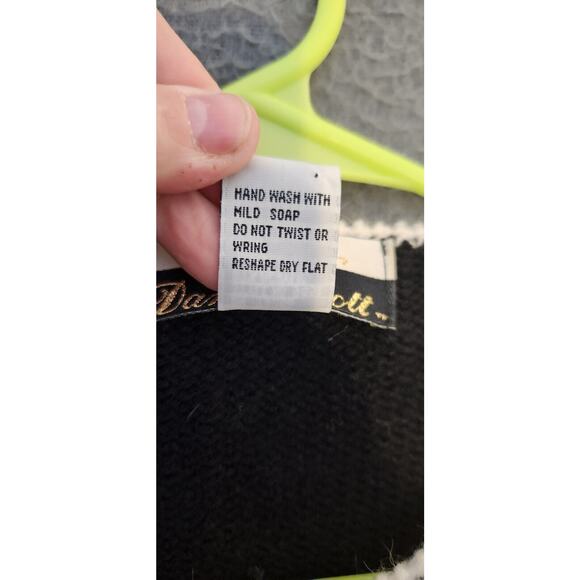 HAND WASH WITH
MILD SOAP
DO NOT TWIST OR
WRING
RESHAPE DRY FLAT